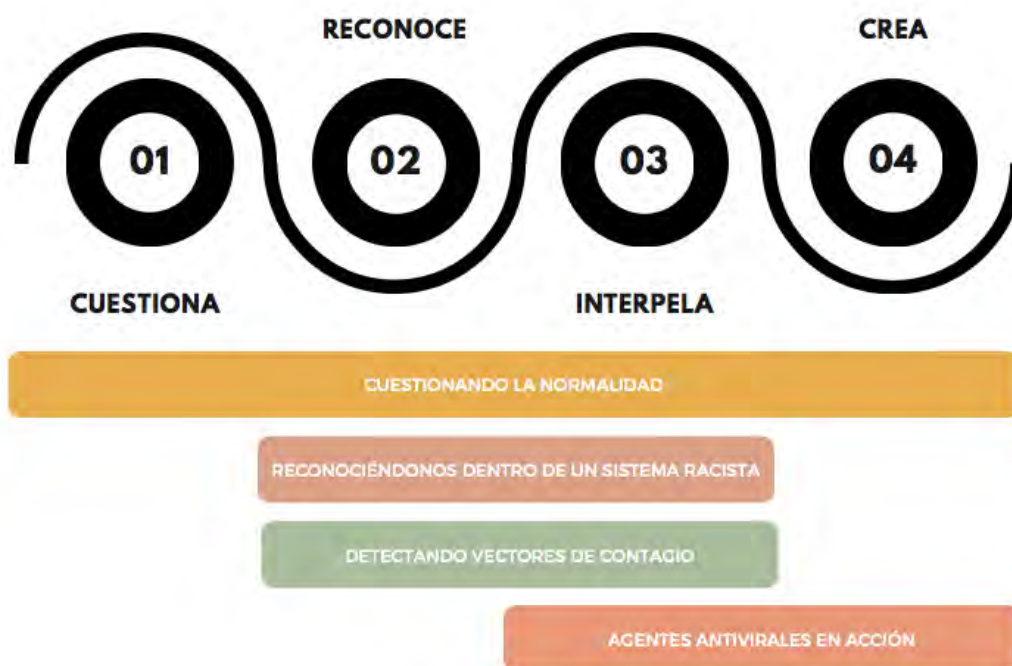 RECONOCE
CREA
01
02
03
04
CUESTIONA
INTERPELA
CUESTIONANDO LA NORMALIDAD
RECONOCIÉNDONOS DENTRO DE UN SISTEMA RACISTA
DETECTANDO VECTORES DE CONTAGIO
AGENTES ANTIVIRALES EN ACCIÓN